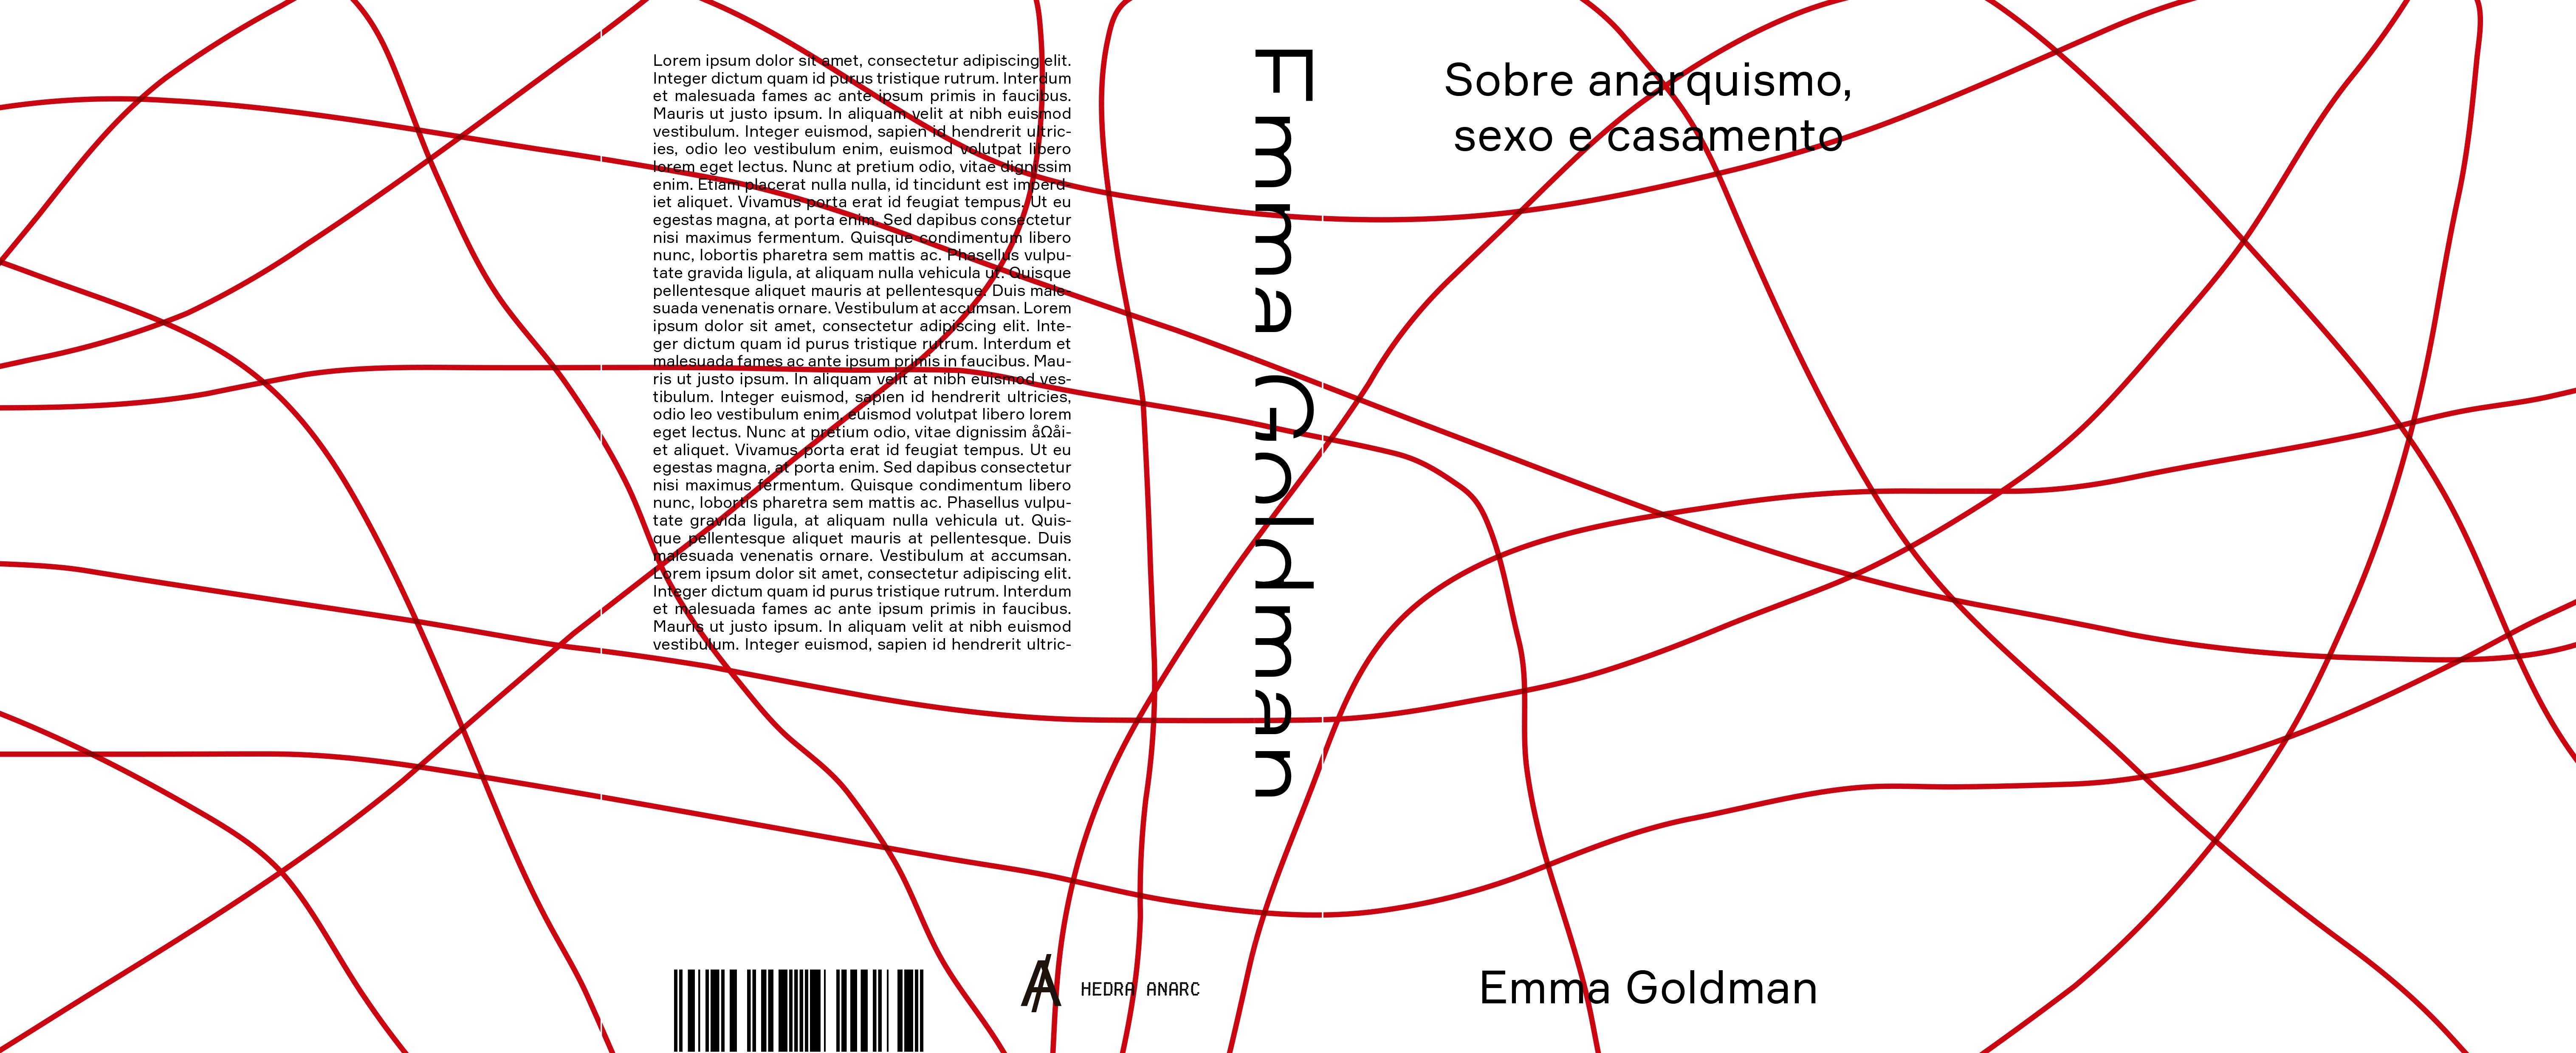 Lorem ipsum dolor sit amet, consectetur adipiscing elit.
Integer dictum quam id purus tristique rutrum. Interdum
et malesuada fames ac ante ipsum primis in faucibus.
Mauris ut justo ipsum. In aliquam velit at nibh euismod
vestibulum. Integer euismod, sapien id hendrerit ultric-
ies, odio leo vestibulum enim, euismod volutpat libero
lorem eget lectus. Nunc at pretium odio, vitae dignissim
enim. Etiam placerat nulla nulla, id tincidunt est imperd-
iet aliquet. Vivamus porta erat id feugiat tempus. Ut eu
egestas magna, at porta enim. Sed dapibus consectetur
nisi maximus fermentum. Quisque condimentum libero
nunc, lobortis pharetra sem mattis ac. Phasellus vulpu-
tate gravida ligula, at aliquam nulla vehicula ut. Quisque
pellentesque aliquet mauris at pellentesque. Duis male-
suada venenatis ornare. Vestibulum at accumsan. Lorem
ipsum dolor sit amet, consectetur adipiscing elit. Inte-
ger dictum quam id purus tristique rutrum. Interdum et
malesuada fames ac ante ipsum primis in faucibus. Mau-
ris ut justo ipsum. In aliquam velit at nibh euismod ves-
tibulum. Integer euismod, sapien id hendrerit ultricies,
odio leo vestibulum enim, euismod volutpat libero lorem
eget lectus. Nunc at pretium odio, vitae dignissim åΩåi-
et aliquet. Vivamus porta erat id feugiat tempus. Ut eu
egestas magna, at porta enim. Sed dapibus consectetur
nisi maximus fermentum. Quisque condimentum libero
nunc, lobortis pharetra sem mattis ac. Phasellus vulpu-
tate gravida ligula, at aliquam nulla vehicula ut. Quis-
que pellentesque aliquet mauris at pellentesque. Duis
malesuada venenatis ornare. Vestibulum at accumsan.
Lorem ipsum dolor sit amet, consectetur adipiscing elit.
Integer dictum quam id purus tristique rutrum. Interdum
et malesuada fames ac ante ipsum primis in faucibus.
Mauris ut justo ipsum. In aliquam velit at nibh euismod
vestibulum. Integer euismod, sapien id hendrerit ultric-
HEDRA ANARC
Emma Goldman
Sobre anarquismo,
sexo e casamento
Emma Goldman